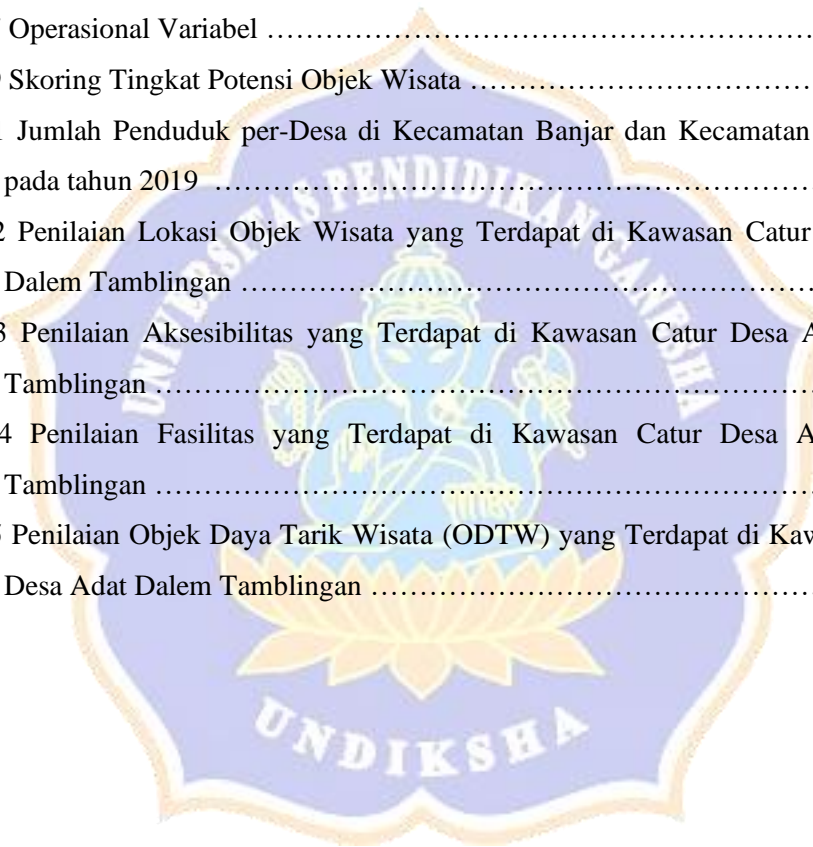 Operasional Variabel ……………………………………………………
Skoring Tingkat Potensi Objek Wisata ………………………………
Jumlah Penduduk per-Desa di Kecamatan Banjar dan Kecamatan
pada tahun 2019 …………………………………………………………
2 Penilaian Lokasi Objek Wisata yang Terdapat di Kawasan Catur
Dalem Tamblingan ………………………………………………………
3 Penilaian Aksesibilitas yang Terdapat di Kawasan Catur Desa A
Tamblingan ………………………………………………………………
4 Penilaian Fasilitas yang Terdapat di Kawasan Catur Desa A
Tamblingan ………………………………………………………………
Penilaian Objek Daya Tarik Wisata (ODTW) yang Terdapat di Kaw
Desa Adat Dalem Tamblingan …………………………………………
UNIVERSITAS PENDIDIKAN GANESHA
UNDIKSHA